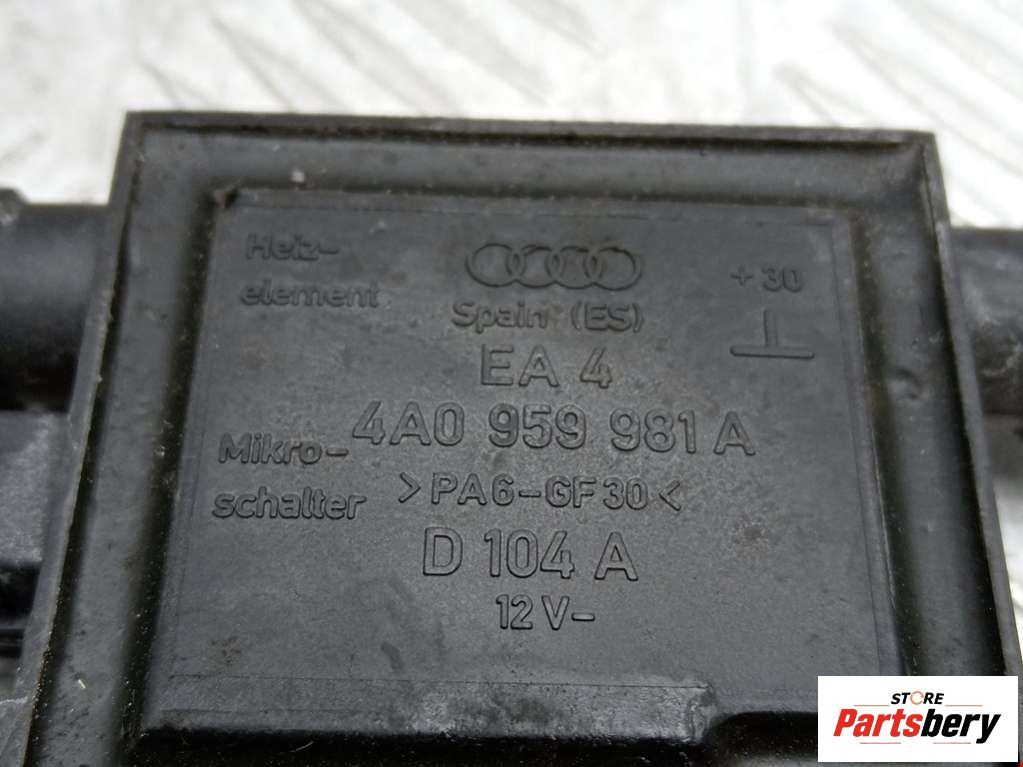 Heiz-
element
Spain (ES)
+30
EA 4
4A0 959 981 A
Mikro-
schalter
>PA6-GF30<
D 104 A
12 V-
STORE
Partsbery